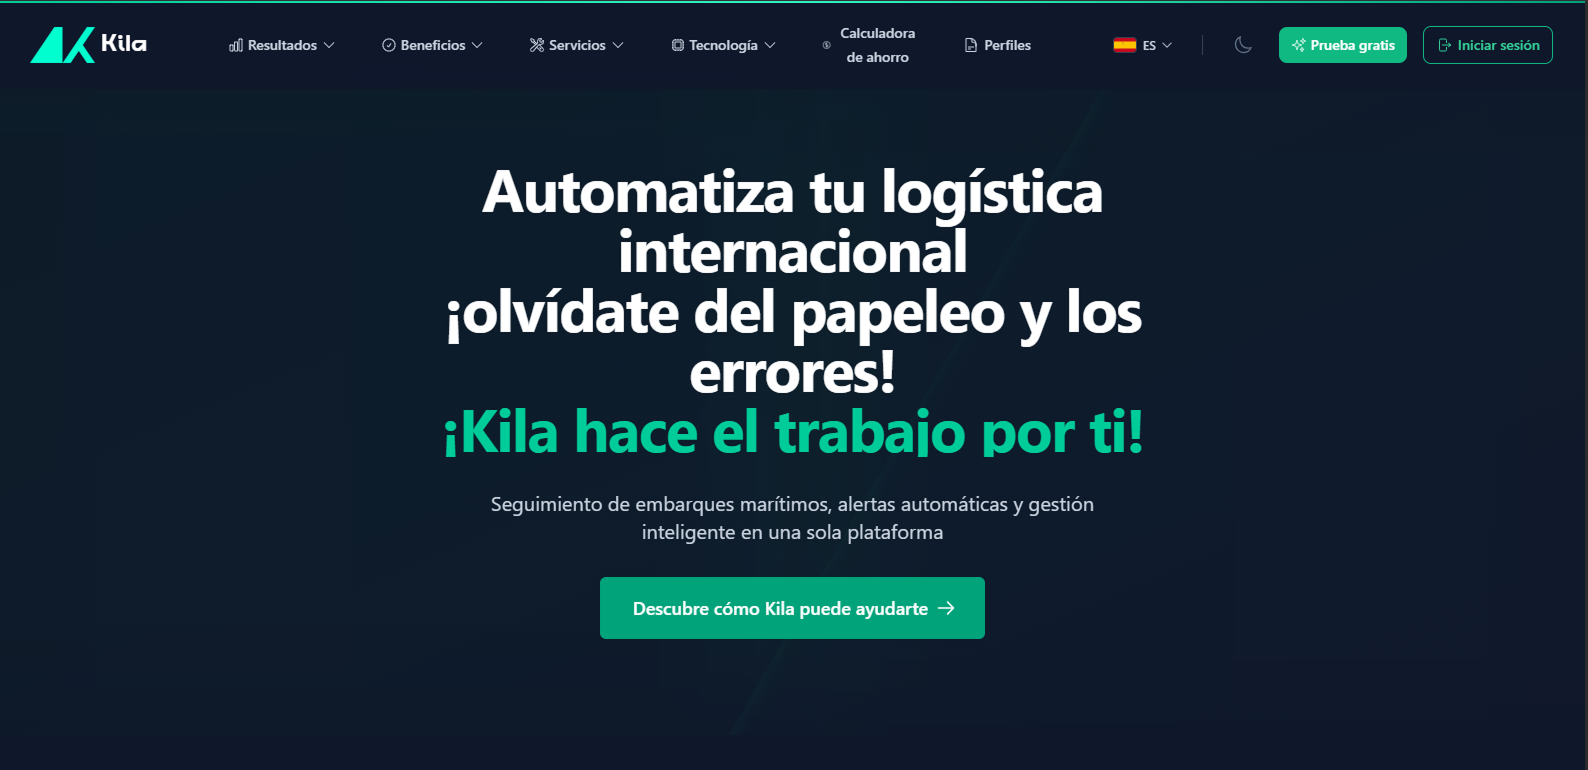 Kila
Resultados
Beneficios
Servicios
Tecnología
Calculadora
de ahorro
Perfiles
ES
Prueba gratis
Iniciar sesión
Automatiza tu logística
internacional
¡olvídate del papeleo y los
errores!
¡Kila hace el trabajo por ti!
Seguimiento de embarques marítimos, alertas automáticas y gestión
inteligente en una sola plataforma
Descubre cómo Kila puede ayudarte →